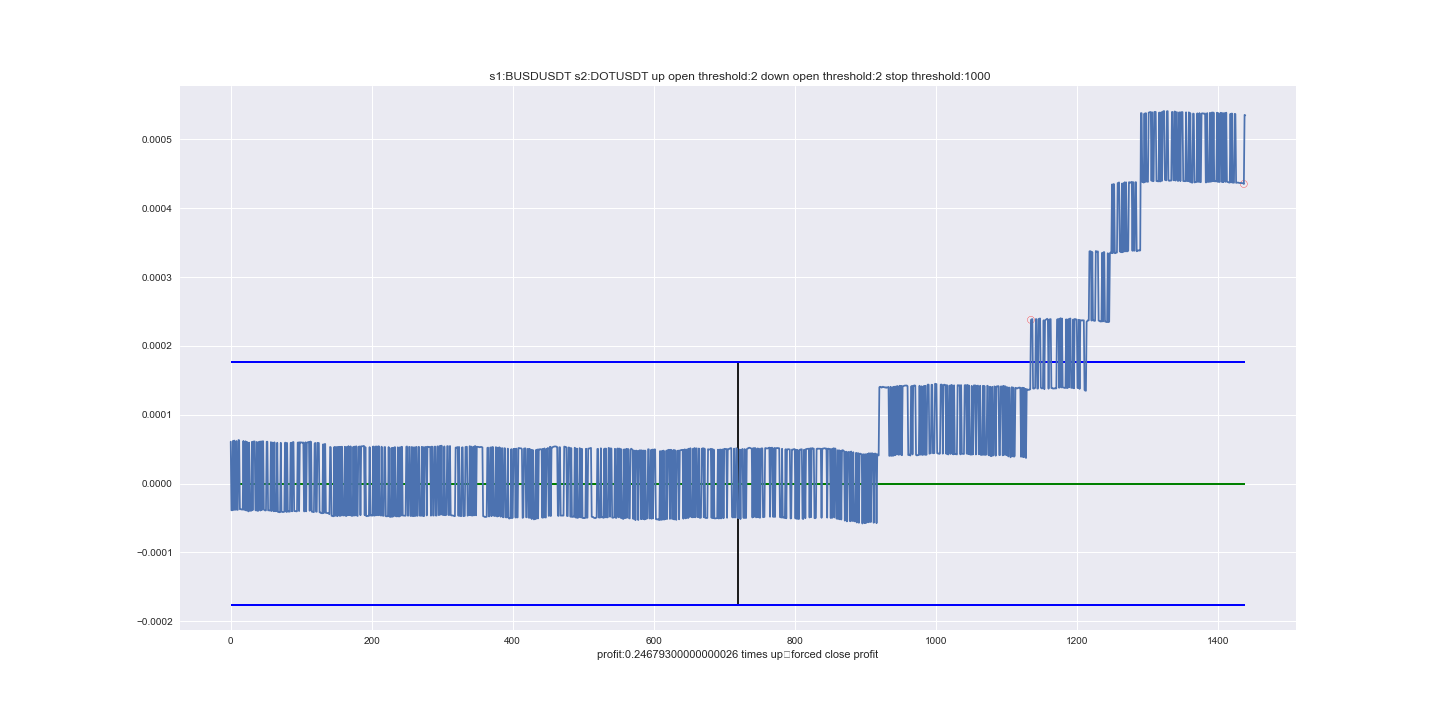 s1:BUSDUSDT s2:DOTUSDT up open threshold:2 down open threshold:2 stop threshold:1000
0.0005
0.0004
0.0003
0.0002
0.0001
0.0000
−0.0001
−0.0002
0 200 400 600 800 1000 1200 1400
profit:0.24679300000000026 times up▯forced close profit